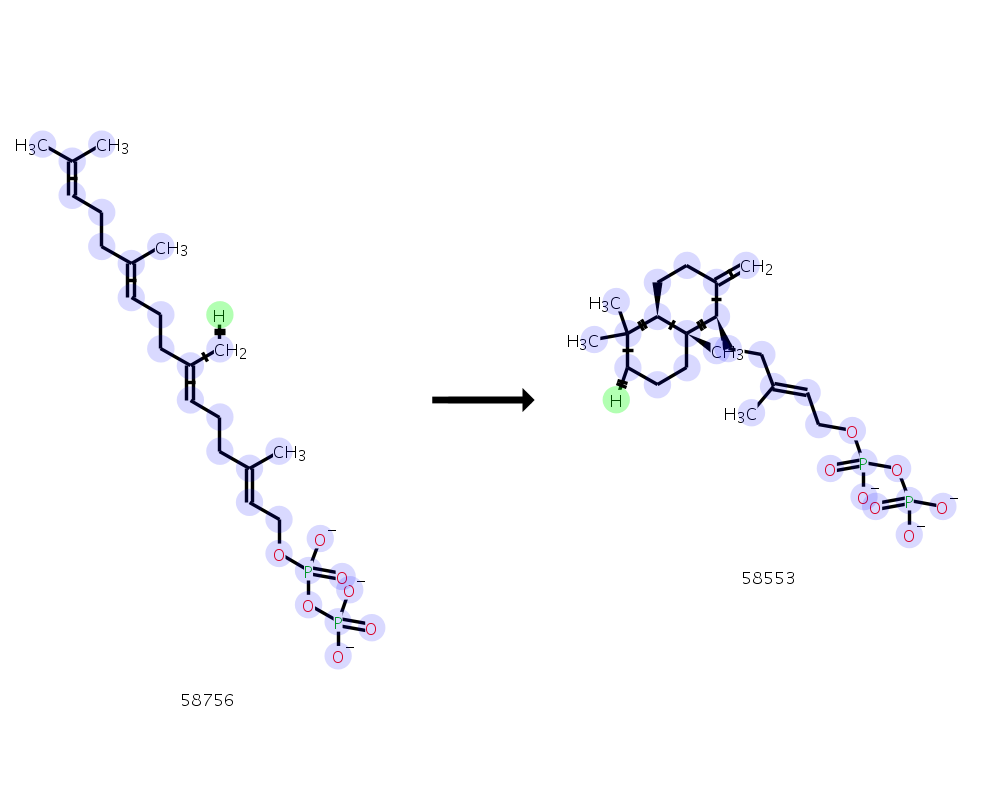 H3C CH3
CH3
H
CH2
CH3
O−
O
P O
O−
O P O
O−
58756
CH2
H3C
H3C CH3
H
H3C
O
O P O
O− O P O−
O−
58553